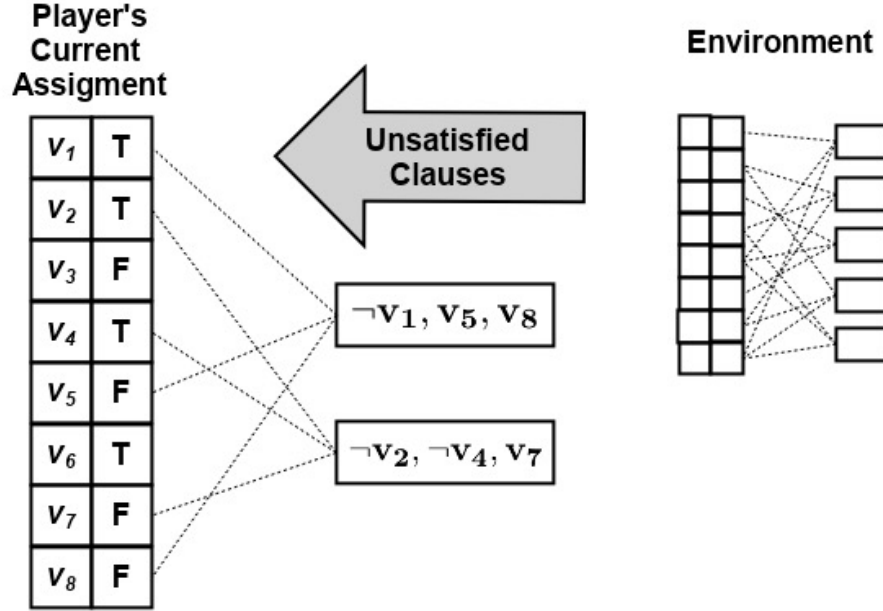 Player's
Current
Assigment
Environment
Unsatisfied
Clauses
v₁ T
v₂ T
v₃ F
v₄ T
v₅ F
v₆ T
v₇ F
v₈ F
¬v₁, v₅, v₈
¬v₂, ¬v₄, v₇